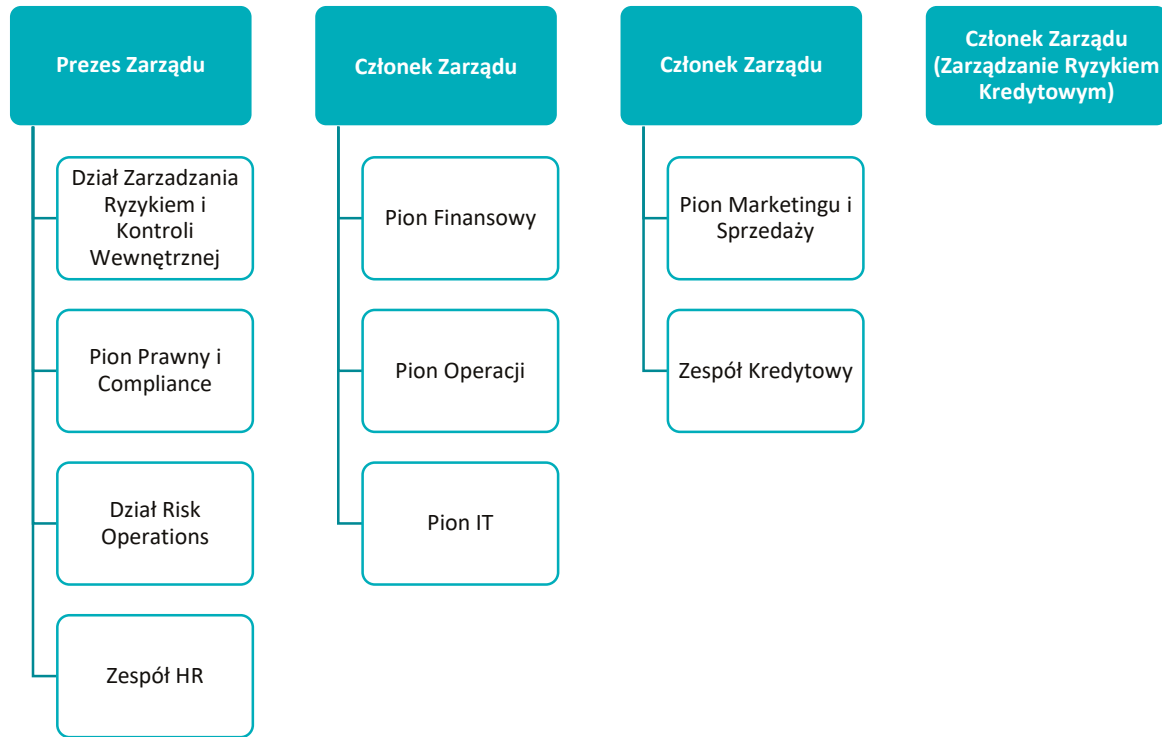 Prezes Zarządu
Dział Zarzadzania
Ryzykiem i
Kontroli
Wewnętrznej
Pion Prawny i
Compliance
Dział Risk
Operations
Zespół HR
Członek Zarządu
Pion Finansowy
Pion Operacji
Pion IT
Członek Zarządu
Pion Marketingu i
Sprzedaży
Zespół Kredytowy
Członek Zarządu
(Zarządzanie Ryzykiem
Kredytowym)